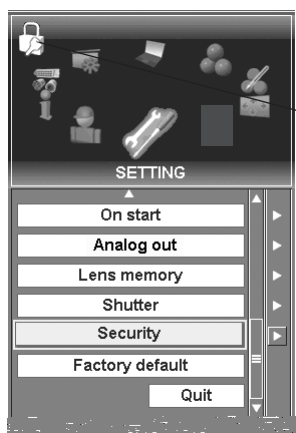 SETTING
On start
Analog out
Lens memory
Shutter
Security
Factory default
Quit